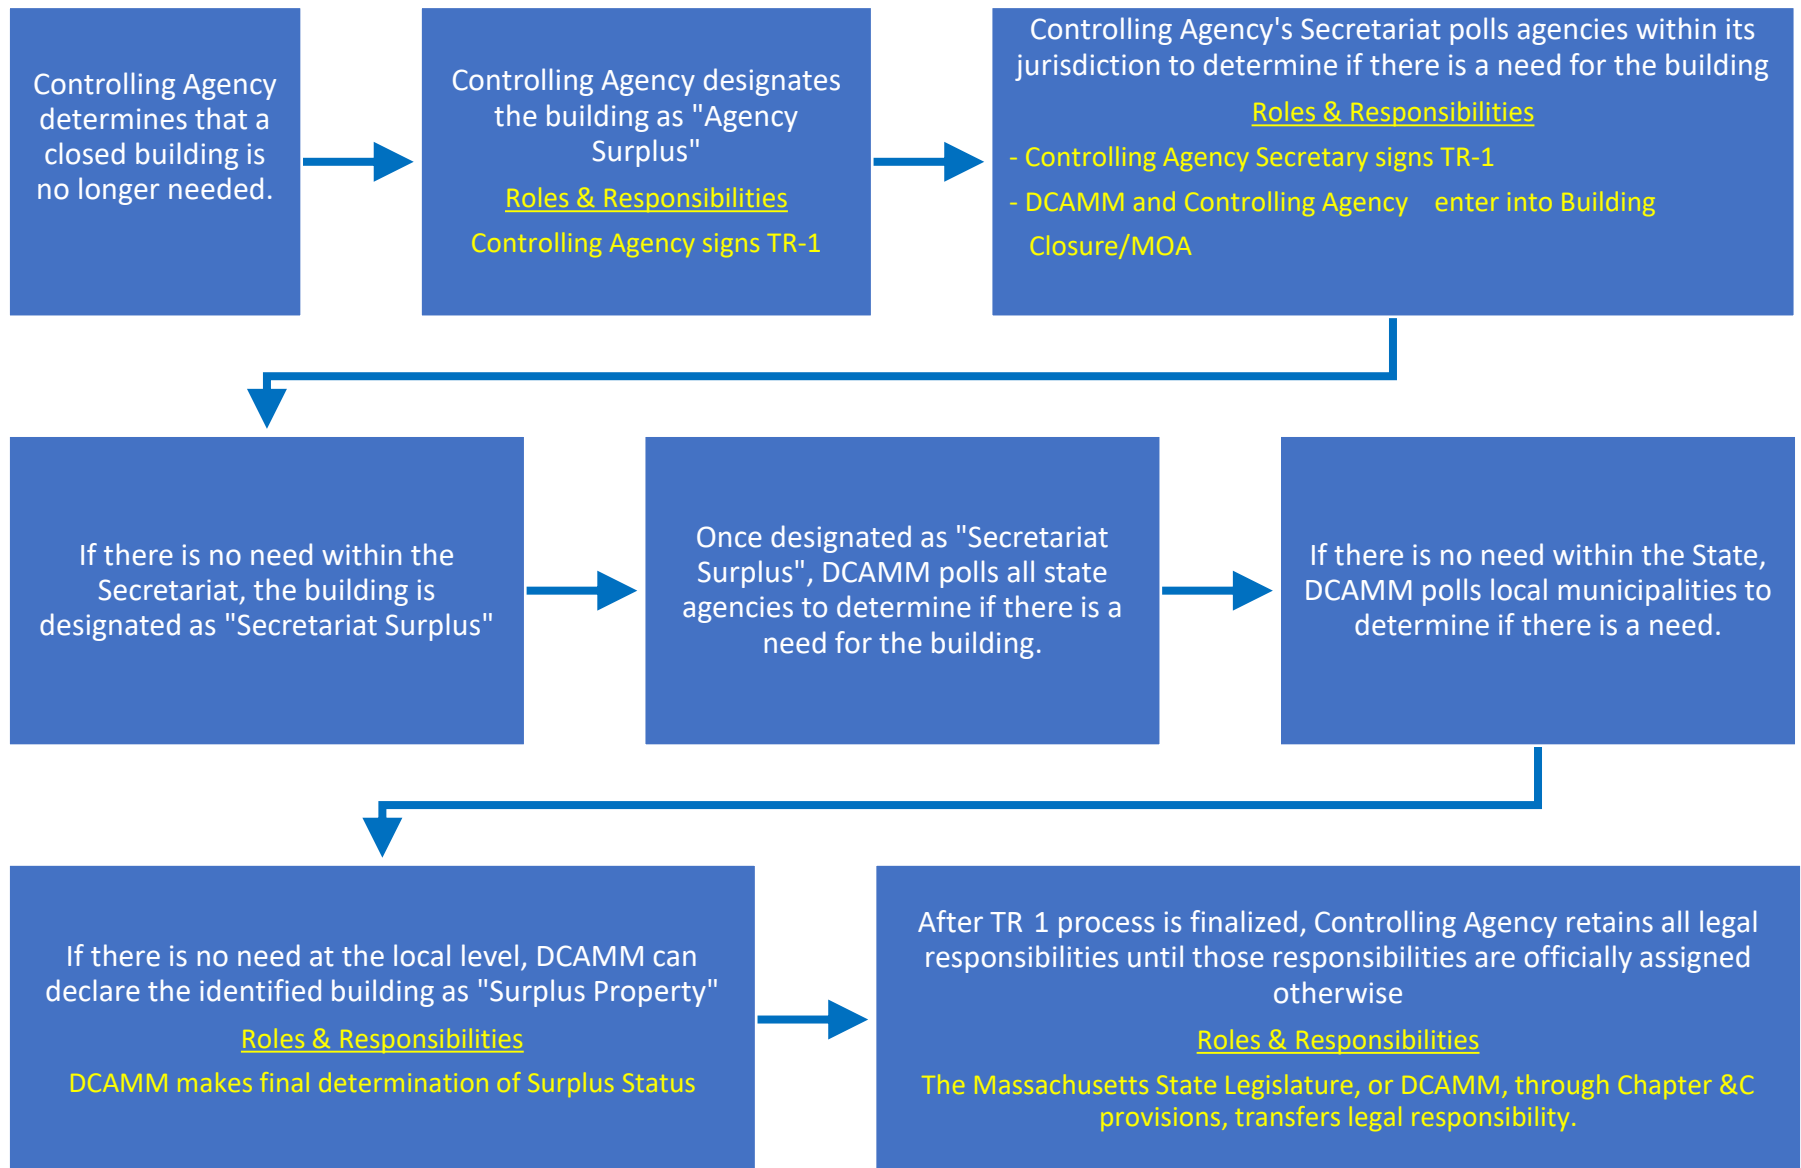 Controlling Agency
determines that a
closed building is
no longer needed.
Controlling Agency designates
the building as "Agency
Surplus"
Roles & Responsibilities
Controlling Agency signs TR-1
Controlling Agency's Secretariat polls agencies within its
jurisdiction to determine if there is a need for the building
Roles & Responsibilities
- Controlling Agency Secretary signs TR-1
- DCAMM and Controlling Agency enter into Building
Closure/MOA
If there is no need within the
Secretariat, the building is
designated as "Secretariat Surplus"
Once designated as "Secretariat
Surplus", DCAMM polls all state
agencies to determine if there is a
need for the building.
If there is no need within the State,
DCAMM polls local municipalities to
determine if there is a need.
If there is no need at the local level, DCAMM can
declare the identified building as "Surplus Property"
Roles & Responsibilities
DCAMM makes final determination of Surplus Status
After TR 1 process is finalized, Controlling Agency retains all legal
responsibilities until those responsibilities are officially assigned
otherwise
Roles & Responsibilities
The Massachusetts State Legislature, or DCAMM, through Chapter &C
provisions, transfers legal responsibility.